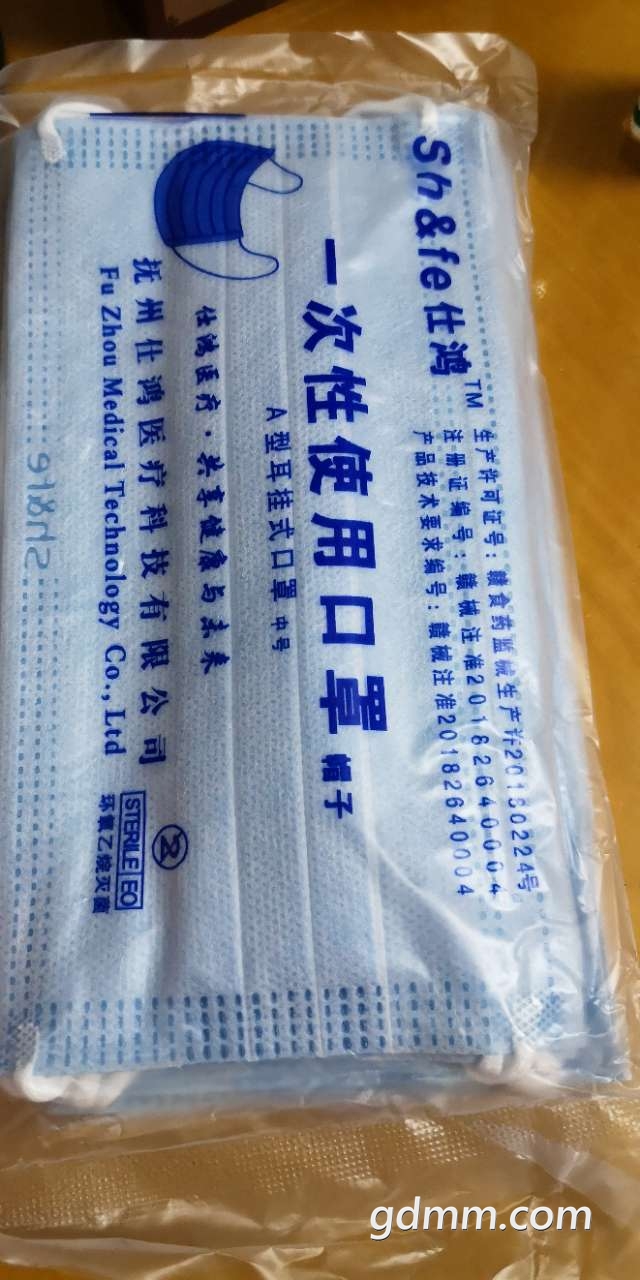 Sh&fe仕鸿 TM
生产许可证号：赣食药监械生产许20180224号
注册证编号：赣械注准20182640004
产品技术要求编号：赣械注准20182640004
一次性使用口罩 帽子
A型耳挂式口罩 中号
仕鸿医疗·共享健康与未来
抚州仕鸿医疗科技有限公司
Fu Zhou Medical Technology Co.,Ltd
STERILE EO
环氧乙烷灭菌
2
gdmm.com